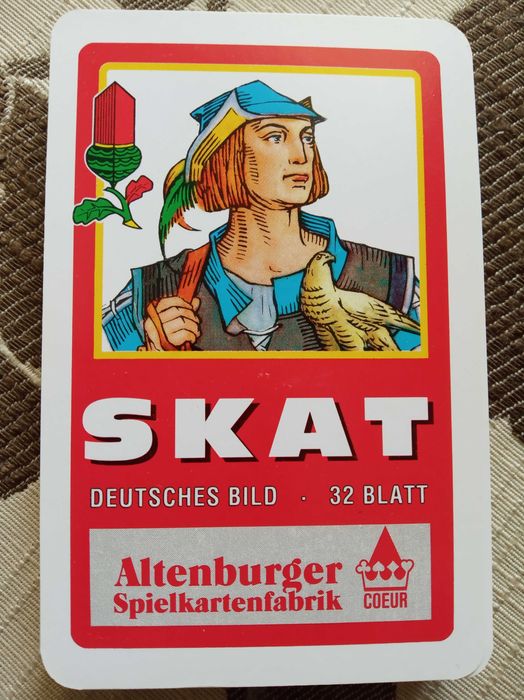 SKAT
DEUTSCHES BILD · 32 BLATT
Altenburger
Spielkartenfabrik
COEUR